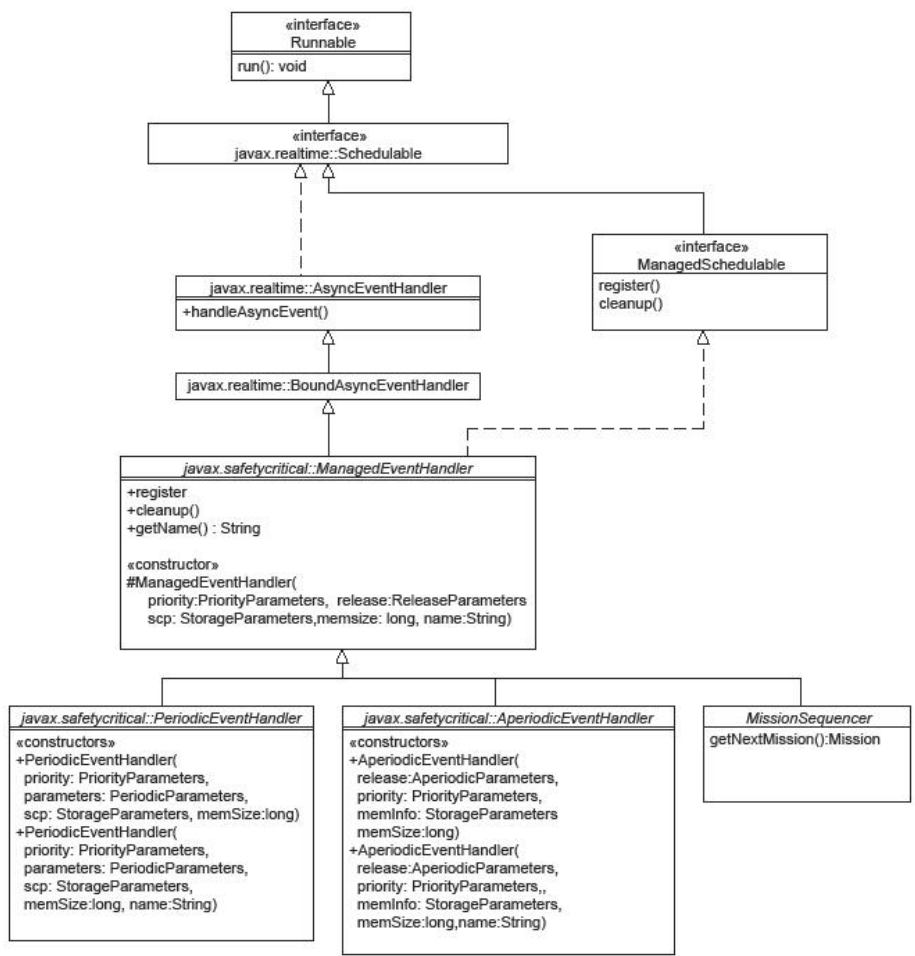 «interface»
Runnable
run(): void
«interface»
javax.realtime::Schedulable
«interface»
ManagedSchedulable
register()
cleanup()
javax.realtime::AsyncEventHandler
+handleAsyncEvent()
javax.realtime::BoundAsyncEventHandler
javax.safetycritical::ManagedEventHandler
+register
+cleanup()
+getName() : String
«constructor»
#ManagedEventHandler(
priority:PriorityParameters, release:ReleaseParameters
scp: StorageParameters,memsize: long, name:String)
javax.safetycritical::PeriodicEventHandler
«constructors»
+PeriodicEventHandler(
priority: PriorityParameters,
parameters: PeriodicParameters,
scp: StorageParameters, memSize:long)
+PeriodicEventHandler(
priority: PriorityParameters,
parameters: PeriodicParameters,
scp: StorageParameters,
memSize:long, name:String)
javax.safetycritical::AperiodicEventHandler
«constructors»
+AperiodicEventHandler(
release:AperiodicParameters,
priority: PriorityParameters,
memInfo: StorageParameters
memSize:long)
+AperiodicEventHandler(
release:AperiodicParameters,
priority: PriorityParameters,,
memInfo: StorageParameters,
memSize:long,name:String)
MissionSequencer
getNextMission():Mission